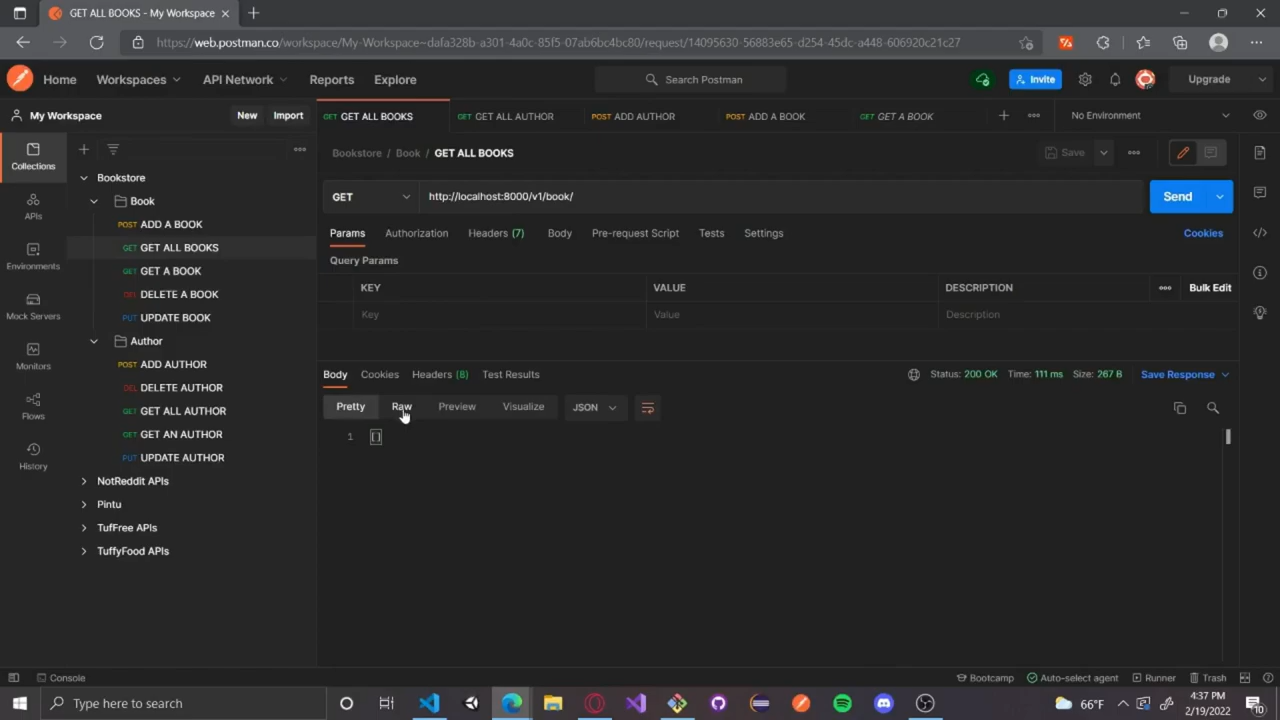 GET ALL BOOKS - My Workspace
https://web.postman.co/workspace/My-Workspace~dafa328b-a301-4a0c-85f5-07ab6bc4bc80/request/14095630-56883e65-d254-45dc-a448-606920c21c27
Home Workspaces API Network Reports Explore Search Postman Invite Upgrade
My Workspace New Import GET GET ALL BOOKS GET GET ALL AUTHOR POST ADD AUTHOR POST ADD A BOOK GET GET A BOOK No Environment
Collections
APIs
Environments
Mock Servers
Monitors
Flows
History
Bookstore
Book
POST ADD A BOOK
GET GET ALL BOOKS
GET GET A BOOK
DEL DELETE A BOOK
PUT UPDATE BOOK
Author
POST ADD AUTHOR
DEL DELETE AUTHOR
GET GET ALL AUTHOR
GET GET AN AUTHOR
PUT UPDATE AUTHOR
NotReddit APIs
Pintu
TufFree APIs
TuffyFood APIs
Bookstore / Book / GET ALL BOOKS Save
GET http://localhost:8000/v1/book/ Send
Params Authorization Headers (7) Body Pre-request Script Tests Settings Cookies
Query Params
KEY VALUE DESCRIPTION Bulk Edit
Key Value Description
Body Cookies Headers (8) Test Results Status: 200 OK Time: 111 ms Size: 267 B Save Response
Pretty Raw Preview Visualize JSON
1 []
Console Bootcamp Auto-select agent Runner Trash
Type here to search 66°F 4:37 PM
2/19/2022 10